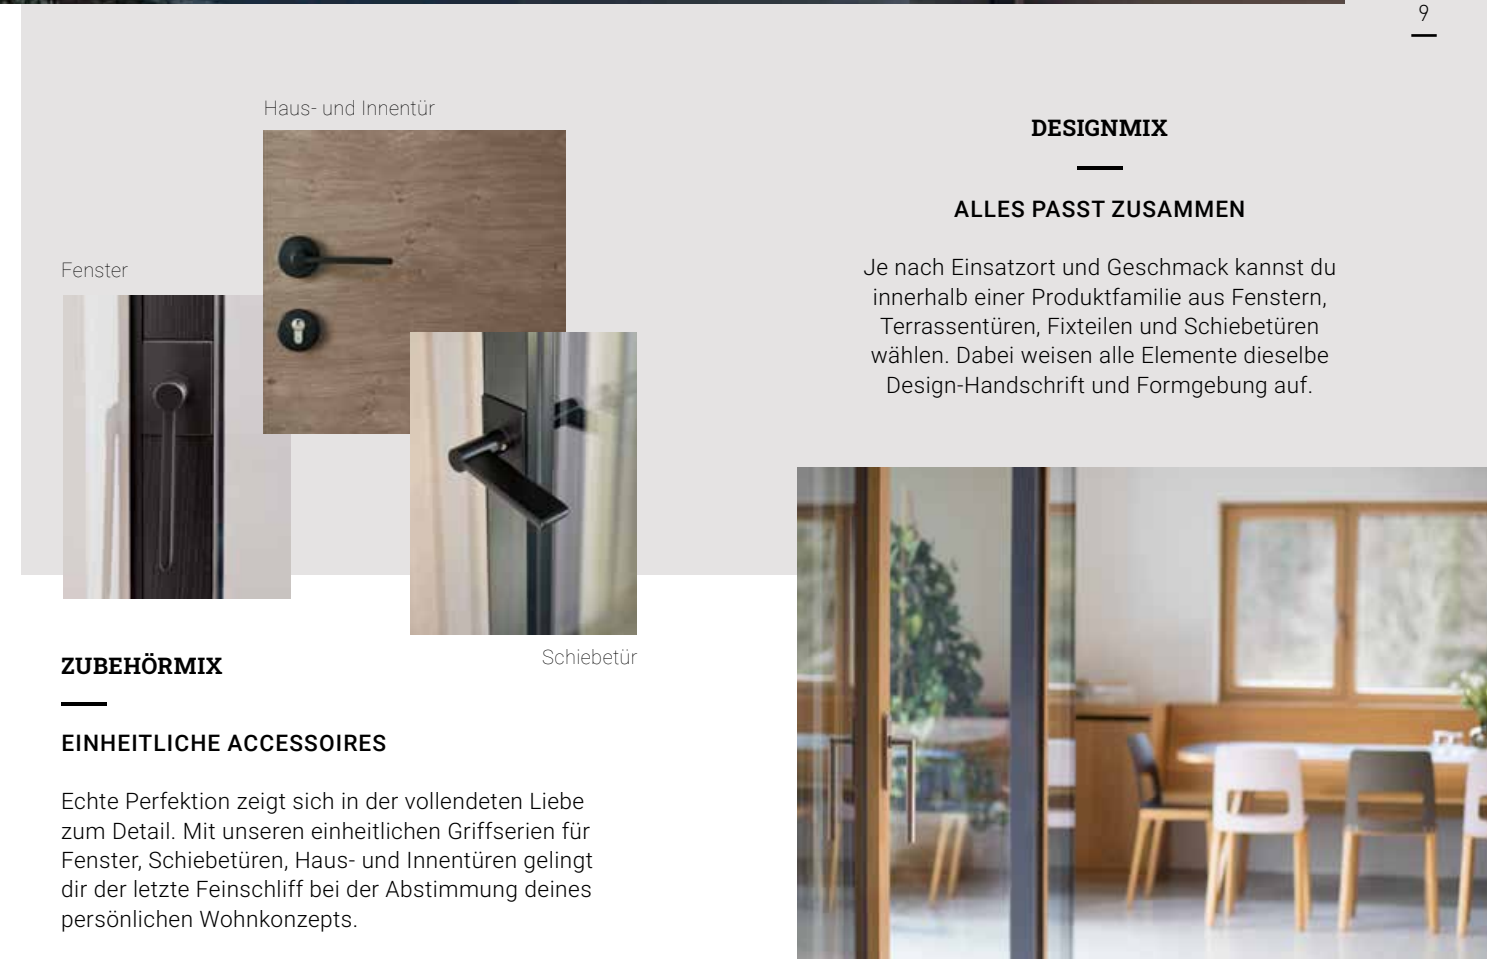 9
Haus- und Innentür
Fenster
Schiebetür
ZUBEHÖRMIX
EINHEITLICHE ACCESSOIRES
Echte Perfektion zeigt sich in der vollendeten Liebe
zum Detail. Mit unseren einheitlichen Griffserien für
Fenster, Schiebetüren, Haus- und Innentüren gelingt
dir der letzte Feinschliff bei der Abstimmung deines
persönlichen Wohnkonzepts.
DESIGNMIX
ALLES PASST ZUSAMMEN
Je nach Einsatzort und Geschmack kannst du
innerhalb einer Produktfamilie aus Fenstern,
Terrassentüren, Fixteilen und Schiebetüren
wählen. Dabei weisen alle Elemente dieselbe
Design-Handschrift und Formgebung auf.